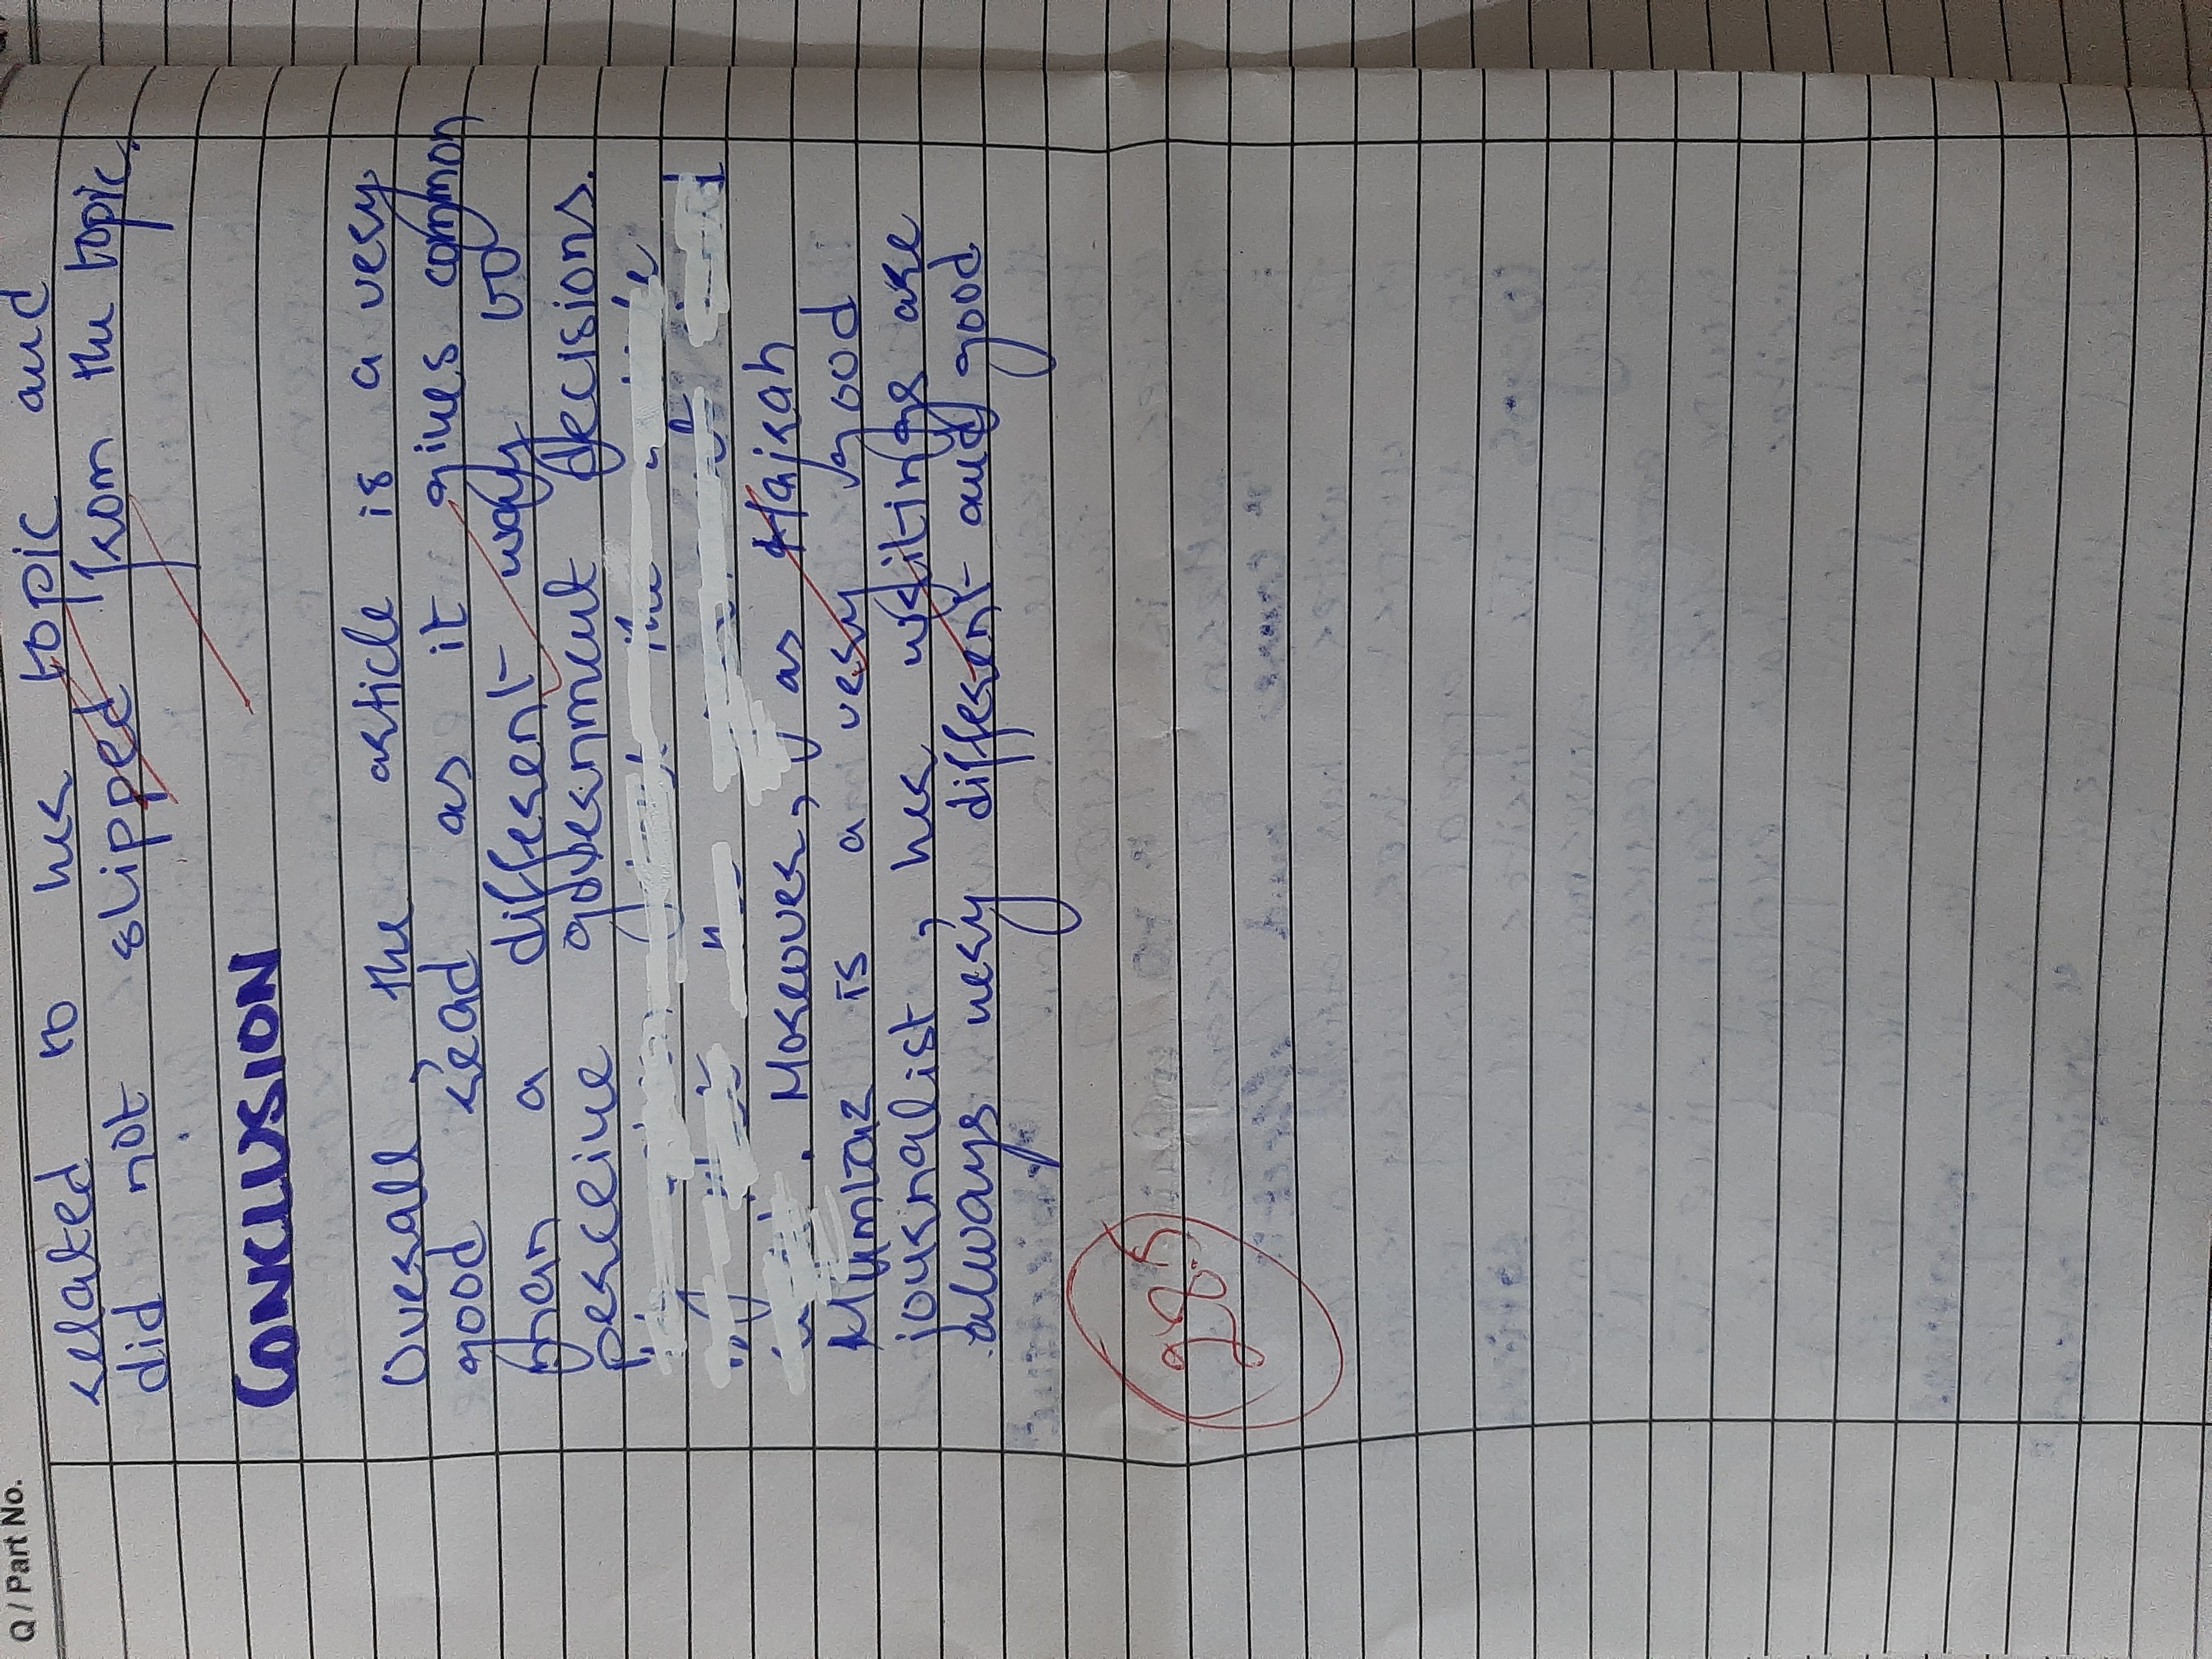 Q / Part No.
related to her topic and
did not slipped from the topic.
CONCLUSION
Overall the article is a very
good read as it gives common
man a different way to
perceive government decisions.
. Moreover, as Hajrah
Mumtaz is a very good
journalist, her writings are
always very different and good
28.5